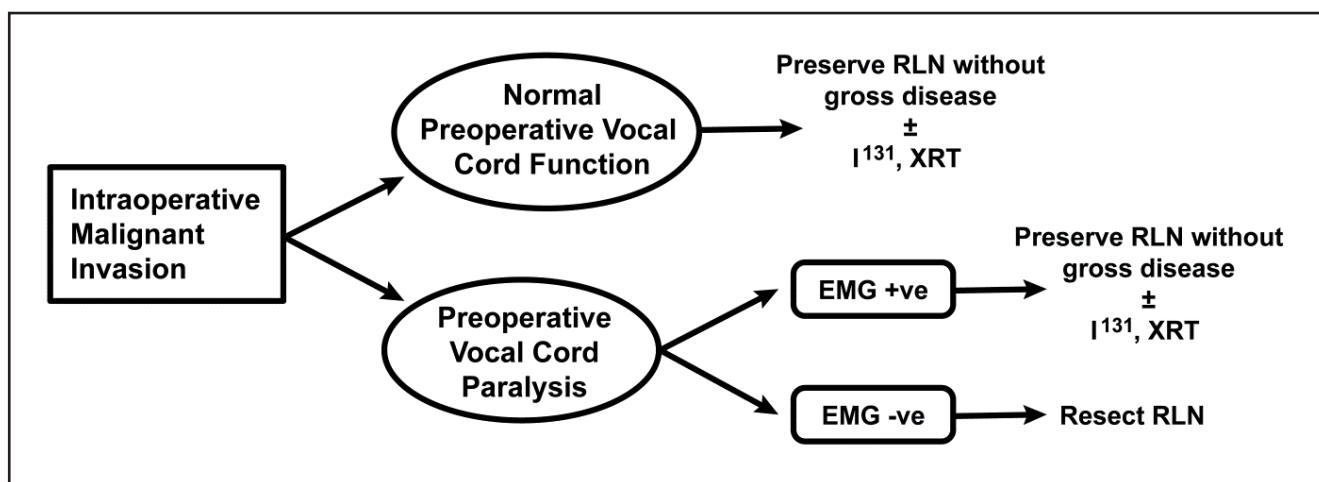 Intraoperative
Malignant
Invasion
Normal
Preoperative Vocal
Cord Function
Preserve RLN without
gross disease
±
I¹³¹, XRT
Preoperative
Vocal Cord
Paralysis
EMG +ve
Preserve RLN without
gross disease
±
I¹³¹, XRT
EMG -ve
Resect RLN